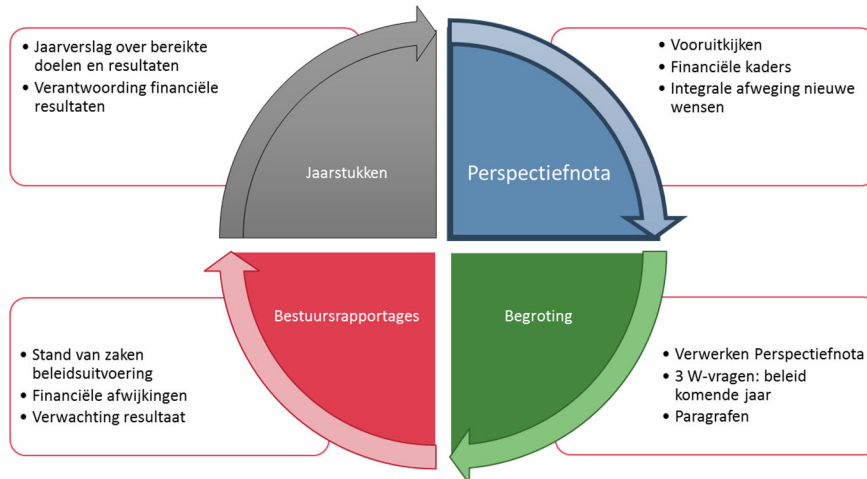 • Jaarverslag over bereikte
doelen en resultaten
• Verantwoording financiële
resultaten
• Vooruitkijken
• Financiële kaders
• Integrale afweging nieuwe
wensen
Jaarstukken
Perspectiefnota
Bestuursrapportages
Begroting
• Stand van zaken
beleidsuitvoering
• Financiële afwijkingen
• Verwachting resultaat
• Verwerken Perspectiefnota
• 3 W-vragen: beleid
komende jaar
• Paragrafen